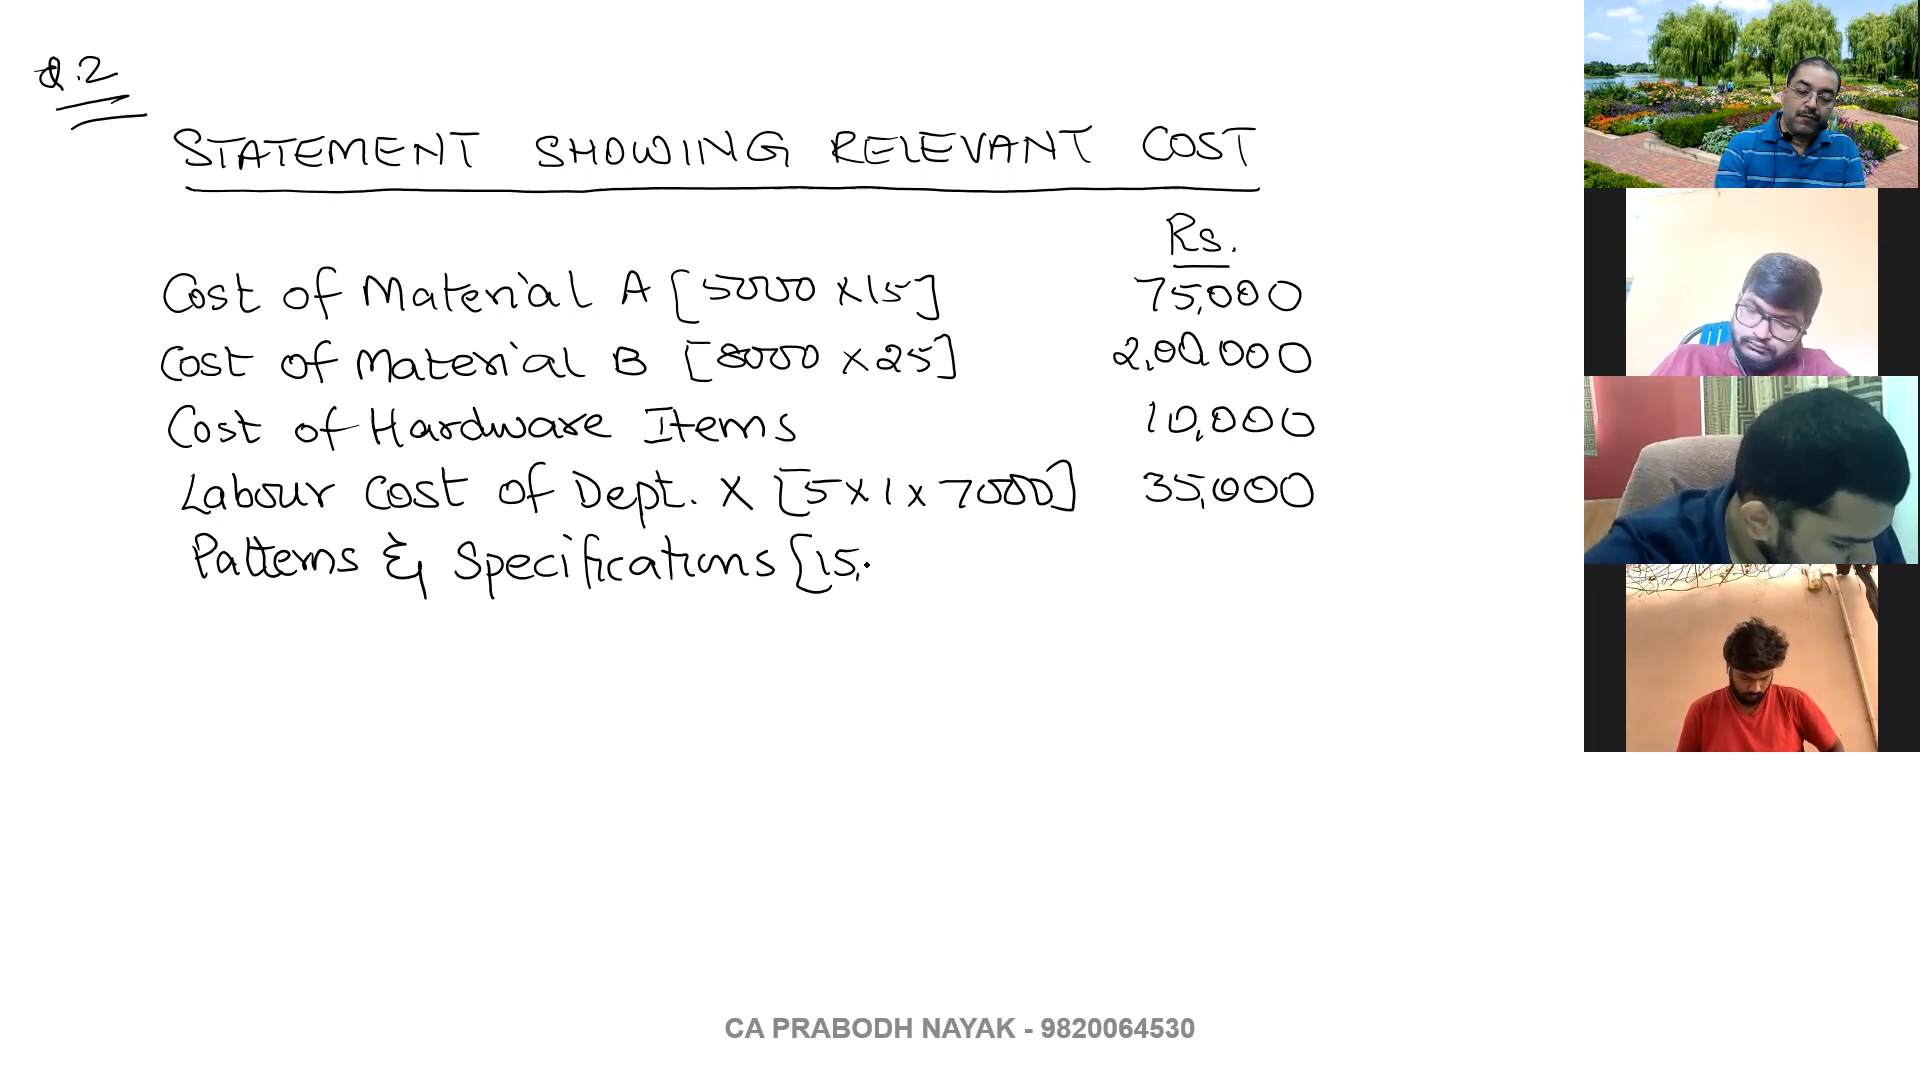 Q.2
STATEMENT SHOWING RELEVANT COST
Rs.
Cost of Material A [5000 x 15] 75,000
Cost of Material B [8000 x 25] 2,00,000
Cost of Hardware Items 10,000
Labour Cost of Dept. X [5 x 1 x 7000] 35,000
Patterns & Specifications [15,
CA PRABODH NAYAK - 9820064530